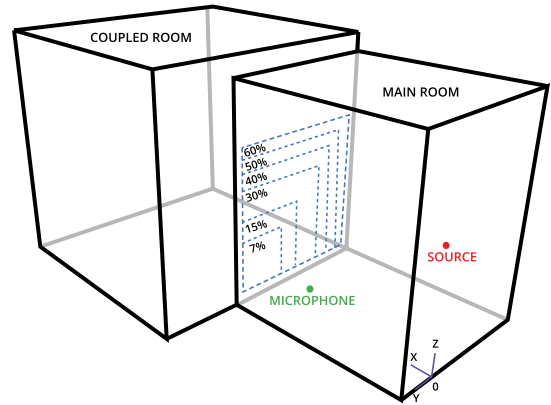 COUPLED ROOM
MAIN ROOM
60%
50%
40%
30%
15%
7%
SOURCE
MICROPHONE
Z
X
0
Y